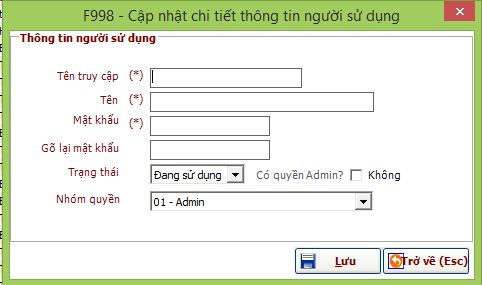 F998 - Cập nhật chi tiết thông tin người sử dụng
Thông tin người sử dụng
Tên truy cập (*)
Tên (*)
Mật khẩu (*)
Gõ lại mật khẩu
Trạng thái Đang sử dụng Có quyền Admin? Không
Nhóm quyền 01 - Admin
Lưu Trở về (Esc)